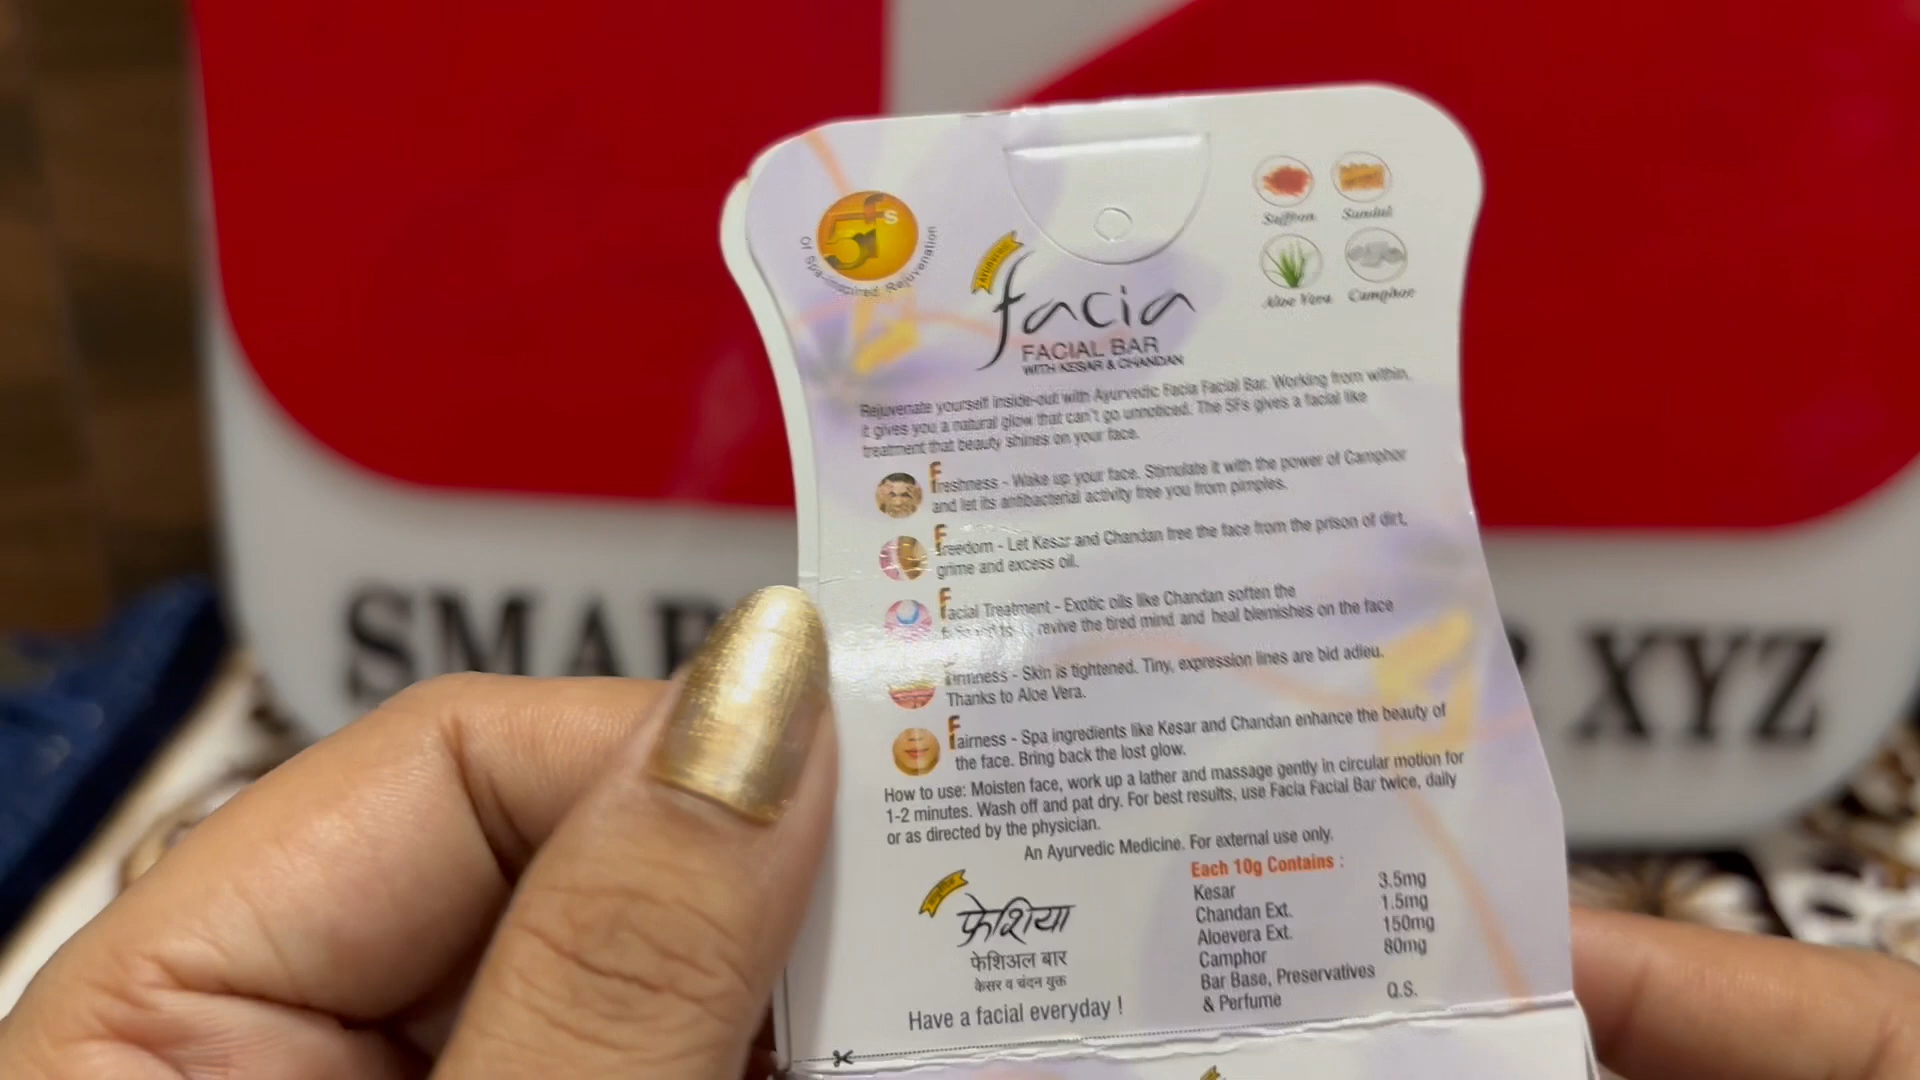 5fs
Of Spa-inspired Rejuvenation
Saffron Sandal
Aloe Vera Camphor
AYURVEDIC
facia
FACIAL BAR
WITH KESAR & CHANDAN
Rejuvenate yourself inside-out with Ayurvedic Facia Facial Bar. Working from within,
it gives you a natural glow that can't go unnoticed. The 5Fs gives a facial like
treatment that beauty shines on your face.
Freshness - Wake up your face. Stimulate it with the power of Camphor
and let its antibacterial activity free you from pimples.
Freedom - Let Kesar and Chandan free the face from the prison of dirt,
grime and excess oil.
Facial Treatment - Exotic oils like Chandan soften the
revive the tired mind and heal blemishes on the face
Firmness - Skin is tightened. Tiny, expression lines are bid adieu.
Thanks to Aloe Vera.
Fairness - Spa ingredients like Kesar and Chandan enhance the beauty of
the face. Bring back the lost glow.
How to use: Moisten face, work up a lather and massage gently in circular motion for
1-2 minutes. Wash off and pat dry. For best results, use Facia Facial Bar twice, daily
or as directed by the physician.
An Ayurvedic Medicine. For external use only.
फेशिया
फेशिअल बार
केसर व चंदन युक्त
Have a facial everyday !
Each 10g Contains :
Kesar 3.5mg
Chandan Ext. 1.5mg
Aloevera Ext. 150mg
Camphor 80mg
Bar Base, Preservatives
& Perfume Q.S.
XYZ